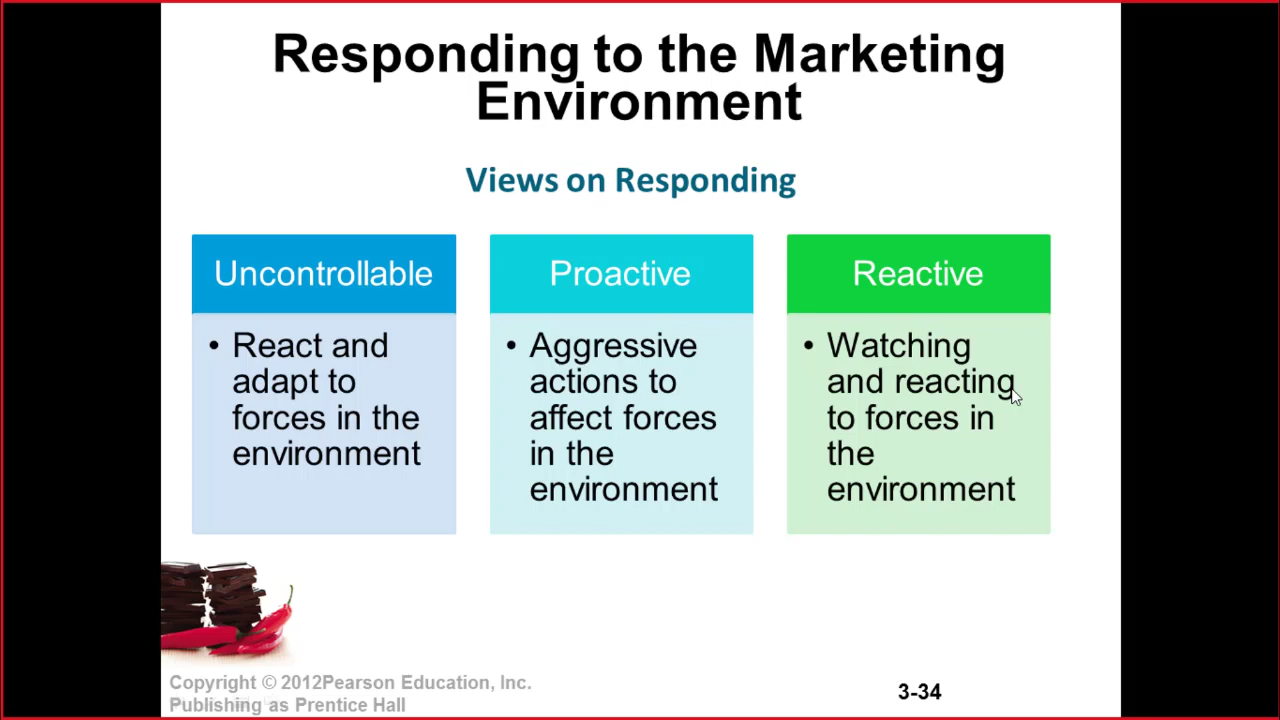 Responding to the Marketing
Environment
Views on Responding
Uncontrollable
• React and
adapt to
forces in the
environment
Proactive
• Aggressive
actions to
affect forces
in the
environment
Reactive
• Watching
and reacting
to forces in
the
environment
Copyright © 2012Pearson Education, Inc.
Publishing as Prentice Hall
3-34